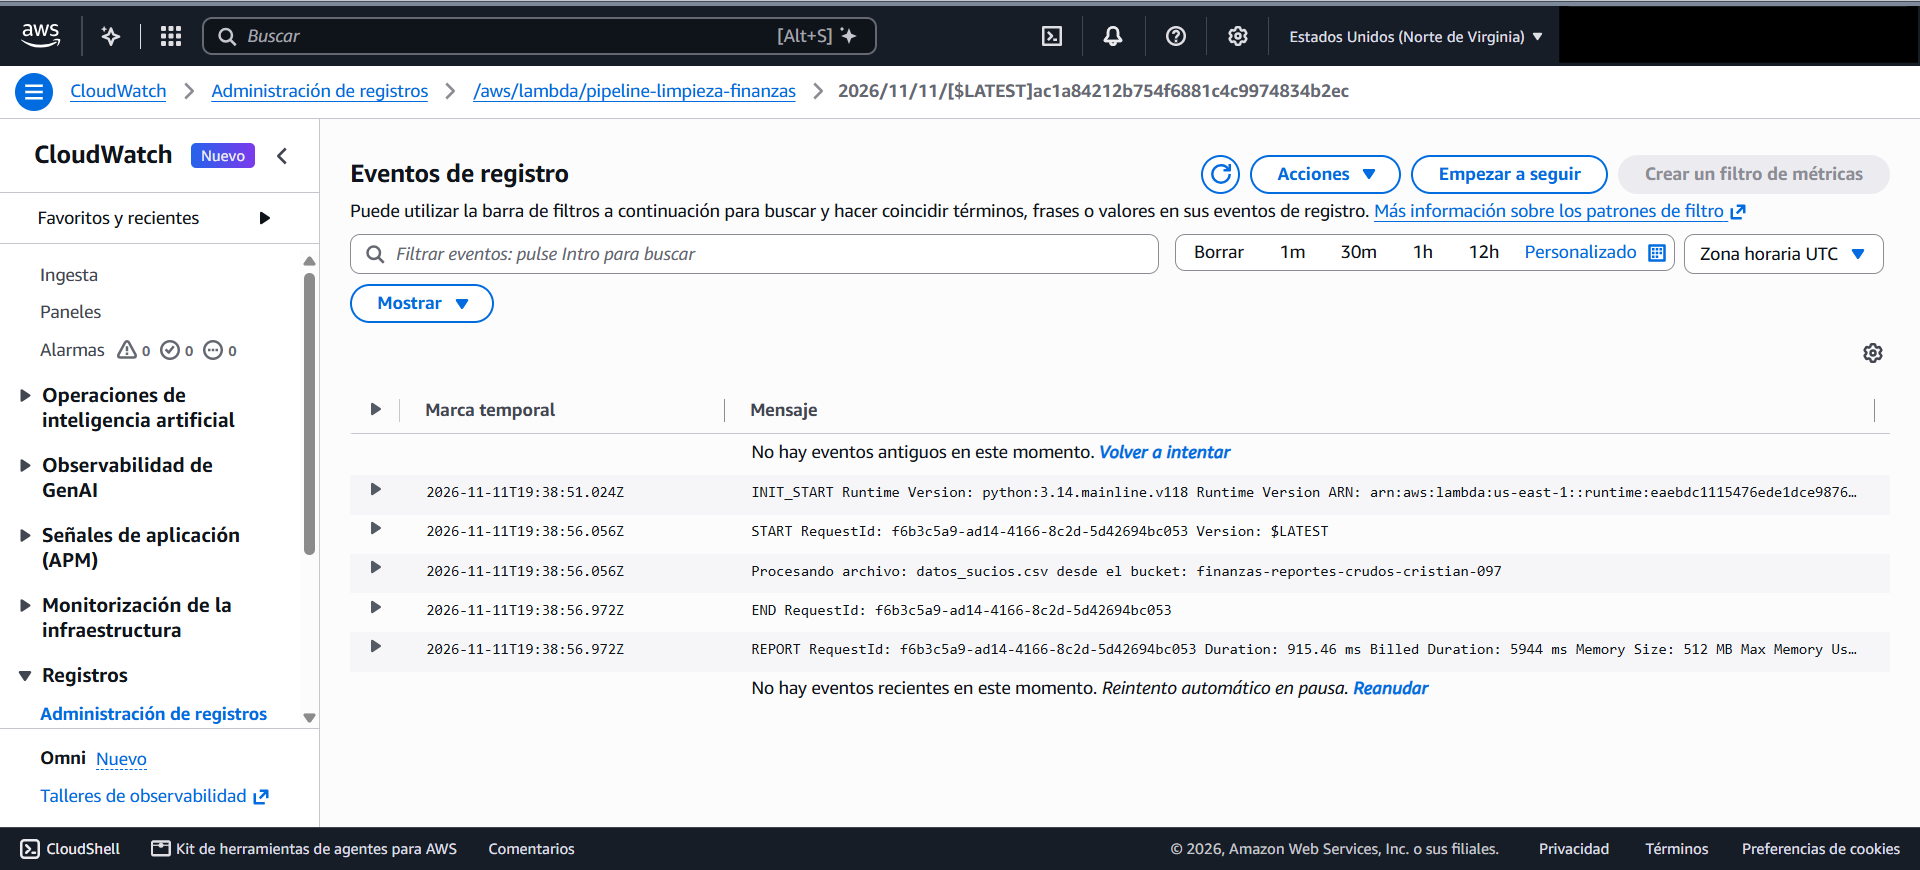 aws
Buscar [Alt+S]
Estados Unidos (Norte de Virginia)
CloudWatch
Administración de registros
/aws/lambda/pipeline-limpieza-finanzas
2026/11/11/[$LATEST]ac1a84212b754f6881c4c9974834b2ec
CloudWatch Nuevo
Favoritos y recientes
Ingesta
Paneles
Alarmas 0 0 0
Operaciones de
inteligencia artificial
Observabilidad de
GenAI
Señales de aplicación
(APM)
Monitorización de la
infraestructura
Registros
Administración de registros
Omni Nuevo
Talleres de observabilidad
Eventos de registro
Acciones
Empezar a seguir
Crear un filtro de métricas
Puede utilizar la barra de filtros a continuación para buscar y hacer coincidir términos, frases o valores en sus eventos de registro. Más información sobre los patrones de filtro
Filtrar eventos: pulse Intro para buscar
Borrar 1m 30m 1h 12h Personalizado
Zona horaria UTC
Mostrar
Marca temporal Mensaje
No hay eventos antiguos en este momento. Volver a intentar
2026-11-11T19:38:51.024Z INIT_START Runtime Version: python:3.14.mainline.v118 Runtime Version ARN: arn:aws:lambda:us-east-1::runtime:eaebdc1115476ede1dce9876…
2026-11-11T19:38:56.056Z START RequestId: f6b3c5a9-ad14-4166-8c2d-5d42694bc053 Version: $LATEST
2026-11-11T19:38:56.056Z Procesando archivo: datos_sucios.csv desde el bucket: finanzas-reportes-crudos-cristian-097
2026-11-11T19:38:56.972Z END RequestId: f6b3c5a9-ad14-4166-8c2d-5d42694bc053
2026-11-11T19:38:56.972Z REPORT RequestId: f6b3c5a9-ad14-4166-8c2d-5d42694bc053 Duration: 915.46 ms Billed Duration: 5944 ms Memory Size: 512 MB Max Memory Us…
No hay eventos recientes en este momento. Reintento automático en pausa. Reanudar
CloudShell
Kit de herramientas de agentes para AWS
Comentarios
© 2026, Amazon Web Services, Inc. o sus filiales.
Privacidad
Términos
Preferencias de cookies